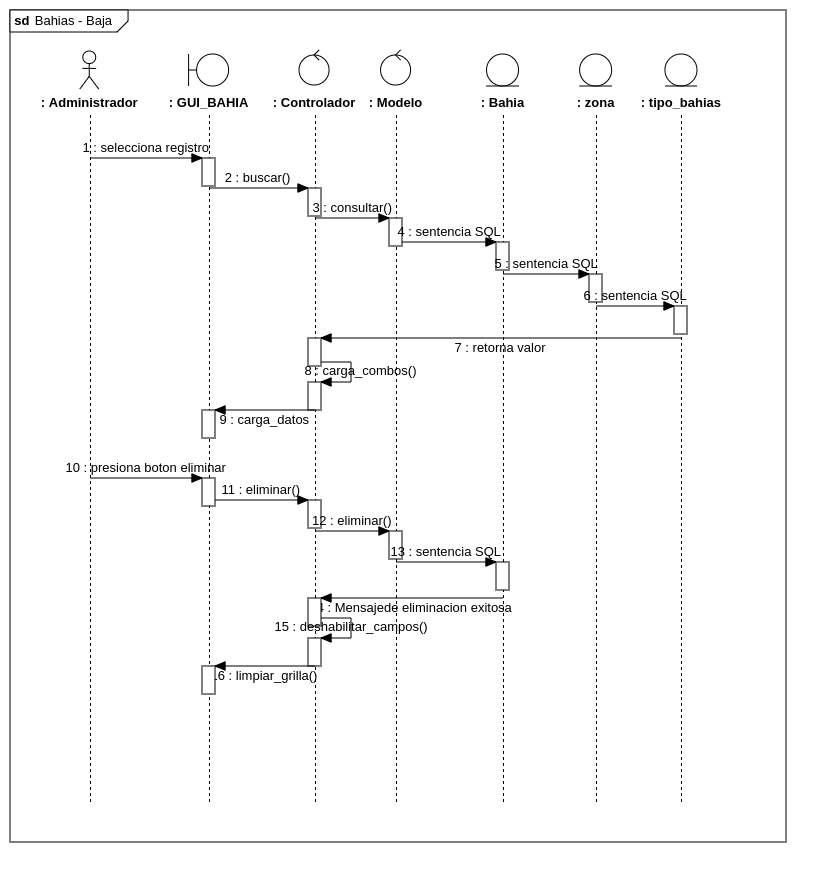 sd Bahias - Baja
: Administrador : GUI_BAHIA : Controlador : Modelo : Bahia : zona : tipo_bahias
1 : selecciona registro
2 : buscar()
3 : consultar()
4 : sentencia SQL
5 : sentencia SQL
6 : sentencia SQL
7 : retorna valor
8 : carga_combos()
9 : carga_datos
10 : presiona boton eliminar
11 : eliminar()
12 : eliminar()
13 : sentencia SQL
4 : Mensajede eliminacion exitosa
15 : deshabilitar_campos()
16 : limpiar_grilla()